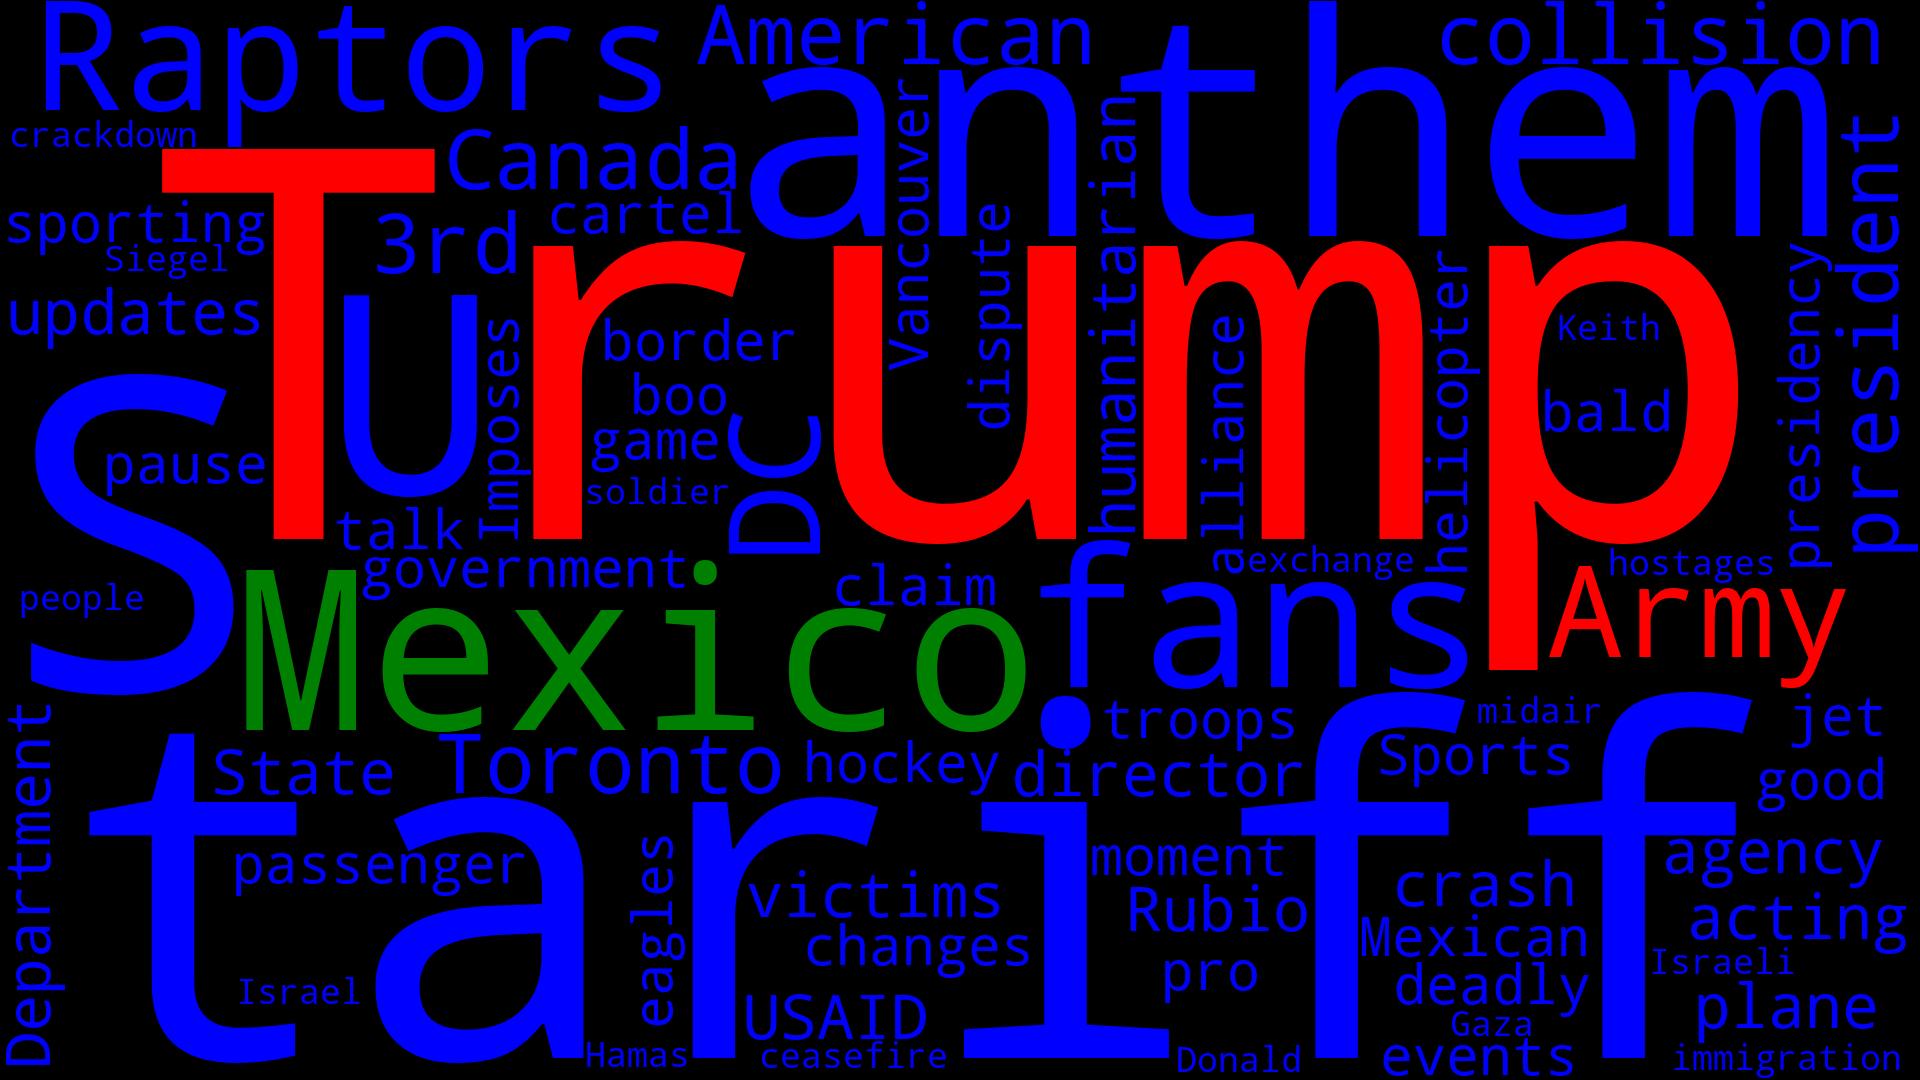 Raptors
American
collision
anthem
crackdown
Canada
Vancouver
humanitarian
president
Trump
sporting
Siegel
3rd
cartel
dispute
presidency
updates
U
Imposes
border
boo
game
soldier
DC
alliance
helicopter
Keith
bald
S
pause
talk
government
people
Mexico
claim
fans
exchange
hostages
Army
Department
State
Toronto
hockey
director
troops
midair
Sports
jet
good
tariff
passenger
eagles
victims
changes
moment
Rubio
pro
crash
Mexican
deadly
Gaza
events
agency
acting
Israeli
plane
immigration
Israel
USAID
Hamas
ceasefire
Donald